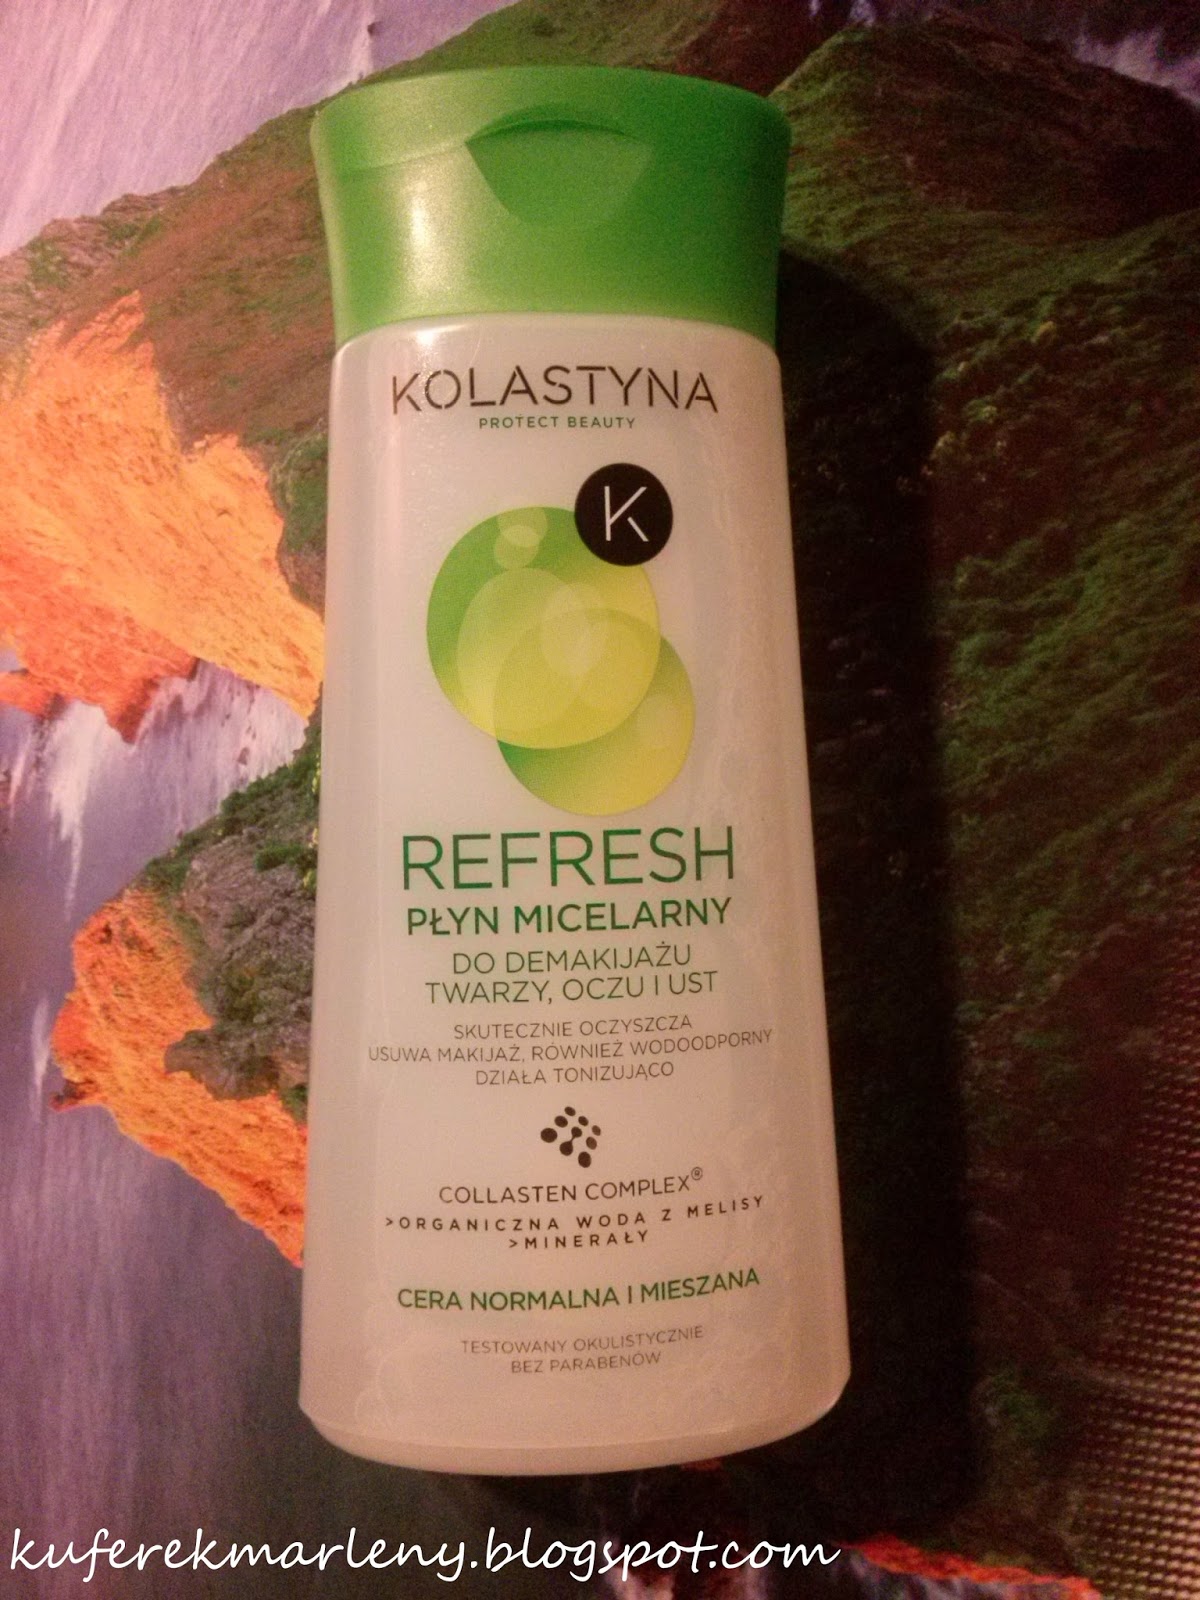 KOLASTYNA
PROTECT BEAUTY
K
REFRESH
PŁYN MICELARNY
DO DEMAKIJAŻU
TWARZY, OCZU I UST
SKUTECZNIE OCZYSZCZA
USUWA MAKIJAŻ, RÓWNIEŻ WODOODPORNY
DZIAŁA TONIZUJĄCO
COLLASTEN COMPLEX®
>ORGANICZNA WODA Z MELISY
>MINERAŁY
CERA NORMALNA I MIESZANA
TESTOWANY OKULISTYCZNIE
BEZ PARABENÓW
kuferekmarleny.blogspot.com